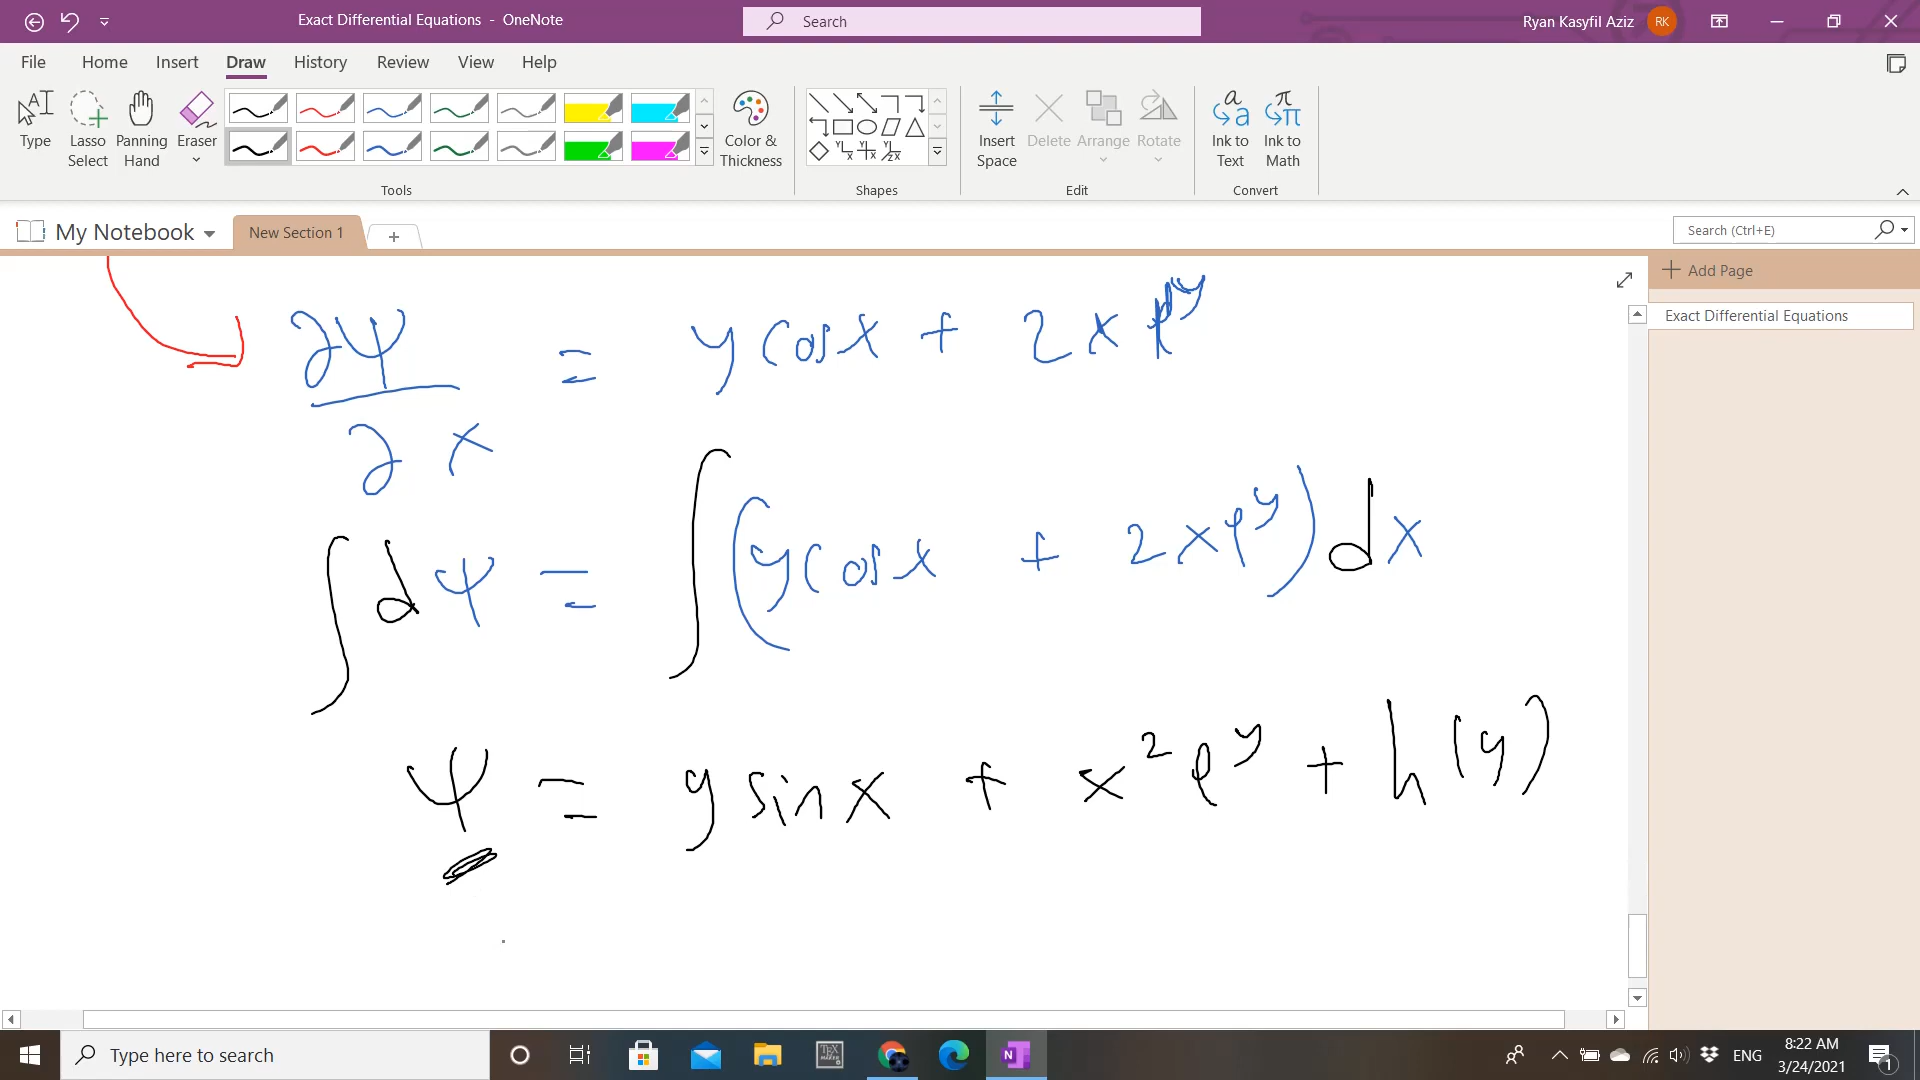 Exact Differential Equations - OneNote
Search
Ryan Kasyfil Aziz
RK
File Home Insert Draw History Review View Help
Type
Lasso Select
Panning Hand
Eraser
Color & Thickness
Insert Space
Delete
Arrange
Rotate
Ink to Text
Ink to Math
Tools
Shapes
Edit
Convert
My Notebook
New Section 1
Search (Ctrl+E)
Add Page
Exact Differential Equations
∂ψ/∂x = y cos x + 2x e^y
∫ dψ = ∫ (y cos x + 2x e^y) dx
ψ = y sin x + x^2 e^y + h(y)
Type here to search
ENG
8:22 AM
3/24/2021
1